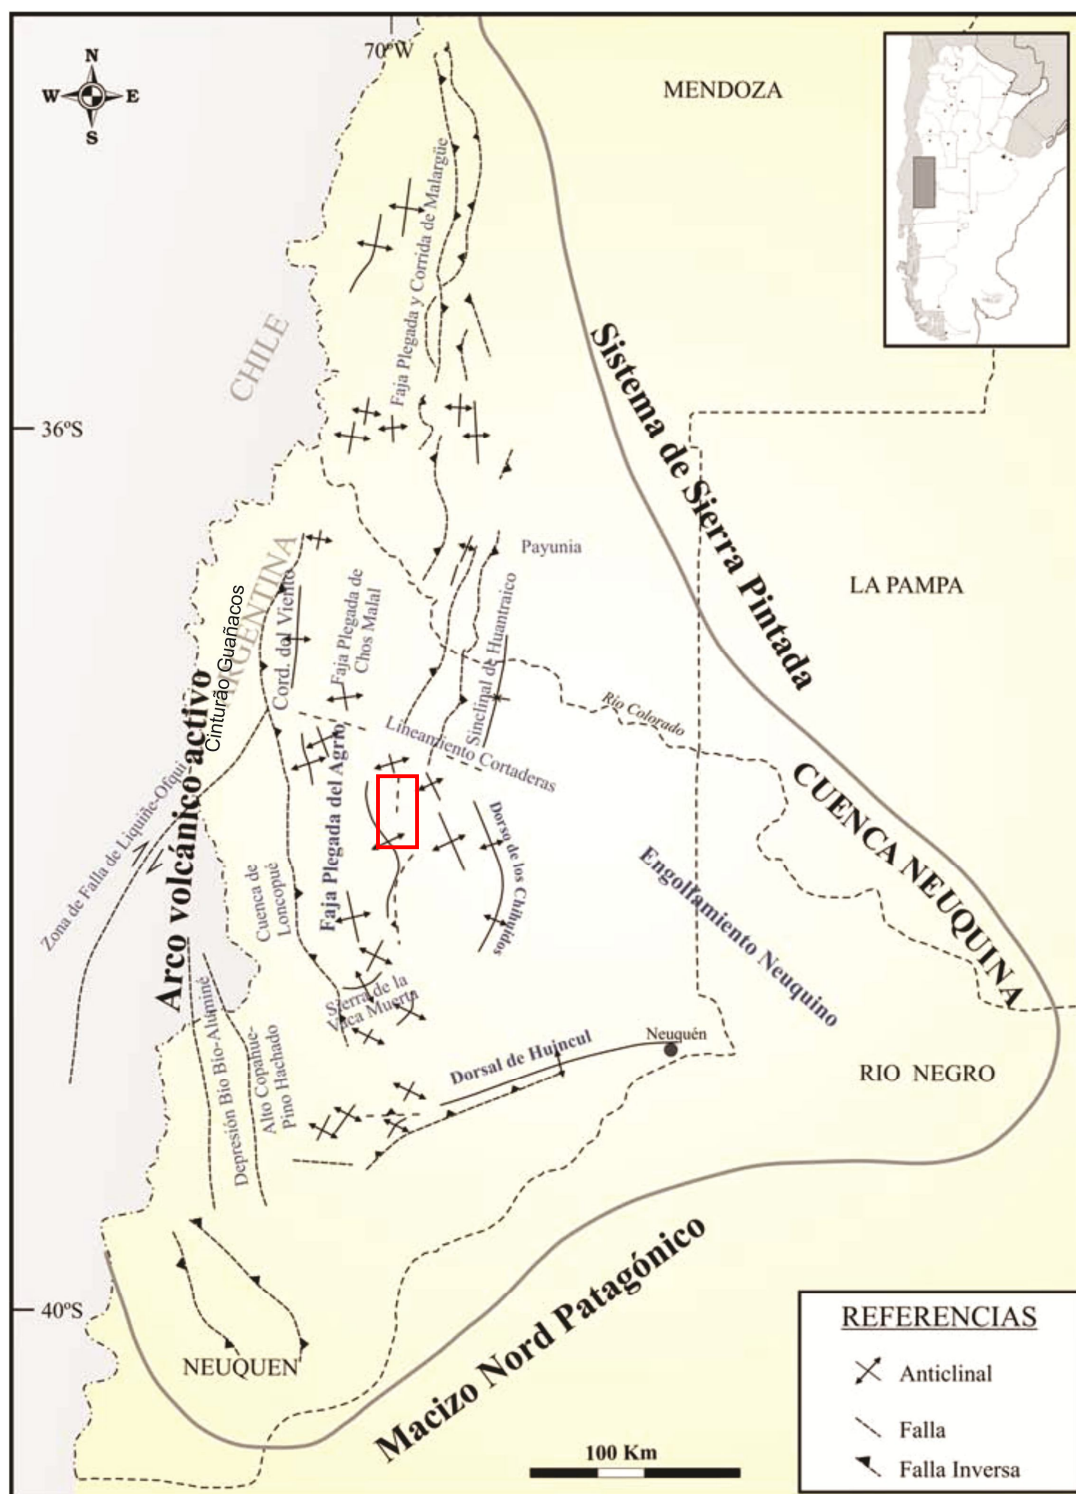 70ºW
N
W
E
S
MENDOZA
Faja Plegada y Corrida de Malargüe
CHILE
36ºS
Sistema de Sierra Pintada
Payunia
LA PAMPA
ARGENTINA
Cinturão Guañacos
Cord. del Viento
Faja Plegada de
Chos Malal
Sinclinal de Huantraico
Río Colorado
Lineamiento Cortaderas
Arco volcánico activo
Zona de Falla de Liquiñe-Ofqui
Faja Plegada del Agrio
Cuenca de
Loncopué
Dorso de los Chihuidos
CUENCA NEUQUINA
Engolfamiento Neuquino
Sierra de la
Vaca Muerta
Depresión Bio Bio-Aluminé
Alto Copahue-
Pino Hachado
Dorsal de Huincul
Neuquén
RIO NEGRO
40ºS
NEUQUEN
Macizo Nord Patagónico
100 Km
REFERENCIAS
Anticlinal
Falla
Falla Inversa